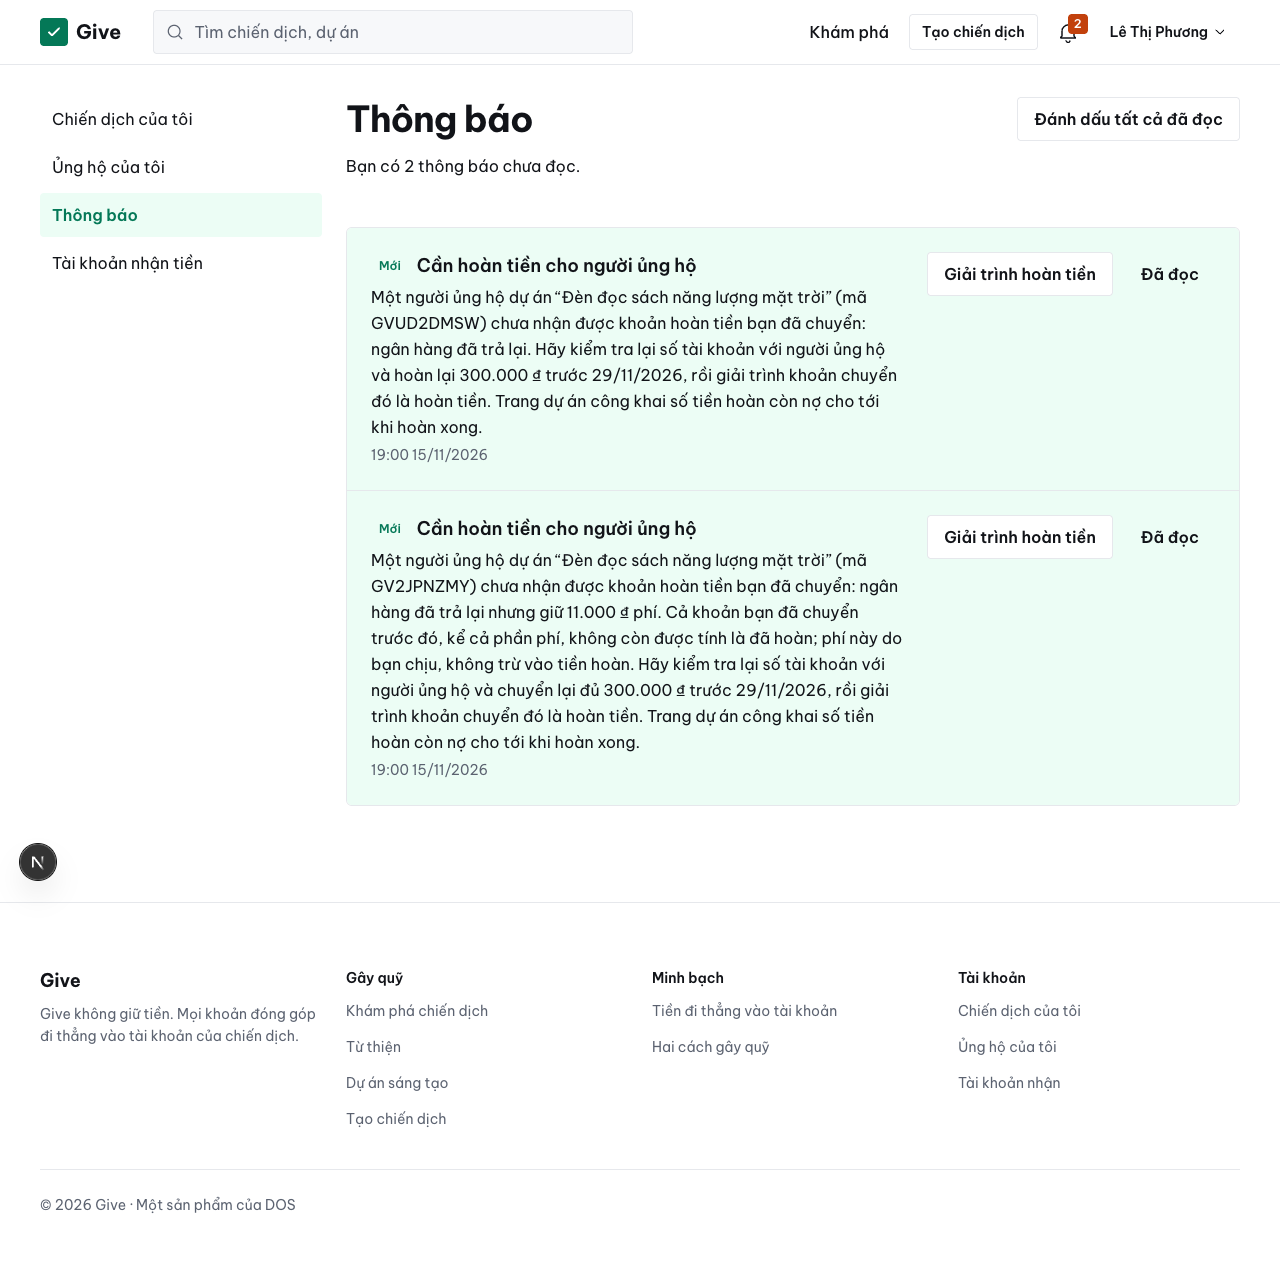 Give
Tìm chiến dịch, dự án
Khám phá
Tạo chiến dịch
2
Lê Thị Phương
Chiến dịch của tôi
Ủng hộ của tôi
Thông báo
Tài khoản nhận tiền
Thông báo
Đánh dấu tất cả đã đọc
Bạn có 2 thông báo chưa đọc.
Mới
Cần hoàn tiền cho người ủng hộ
Giải trình hoàn tiền
Đã đọc
Một người ủng hộ dự án “Đèn đọc sách năng lượng mặt trời” (mã
GVUD2DMSW) chưa nhận được khoản hoàn tiền bạn đã chuyển:
ngân hàng đã trả lại. Hãy kiểm tra lại số tài khoản với người ủng hộ
và hoàn lại 300.000 ₫ trước 29/11/2026, rồi giải trình khoản chuyển
đó là hoàn tiền. Trang dự án công khai số tiền hoàn còn nợ cho tới
khi hoàn xong.
19:00 15/11/2026
Mới
Cần hoàn tiền cho người ủng hộ
Giải trình hoàn tiền
Đã đọc
Một người ủng hộ dự án “Đèn đọc sách năng lượng mặt trời” (mã
GV2JPNZMY) chưa nhận được khoản hoàn tiền bạn đã chuyển: ngân
hàng đã trả lại nhưng giữ 11.000 ₫ phí. Cả khoản bạn đã chuyển
trước đó, kể cả phần phí, không còn được tính là đã hoàn; phí này do
bạn chịu, không trừ vào tiền hoàn. Hãy kiểm tra lại số tài khoản với
người ủng hộ và chuyển lại đủ 300.000 ₫ trước 29/11/2026, rồi giải
trình khoản chuyển đó là hoàn tiền. Trang dự án công khai số tiền
hoàn còn nợ cho tới khi hoàn xong.
19:00 15/11/2026
N
Give
Give không giữ tiền. Mọi khoản đóng góp
đi thẳng vào tài khoản của chiến dịch.
Gây quỹ
Khám phá chiến dịch
Từ thiện
Dự án sáng tạo
Tạo chiến dịch
Minh bạch
Tiền đi thẳng vào tài khoản
Hai cách gây quỹ
Tài khoản
Chiến dịch của tôi
Ủng hộ của tôi
Tài khoản nhận
© 2026 Give · Một sản phẩm của DOS